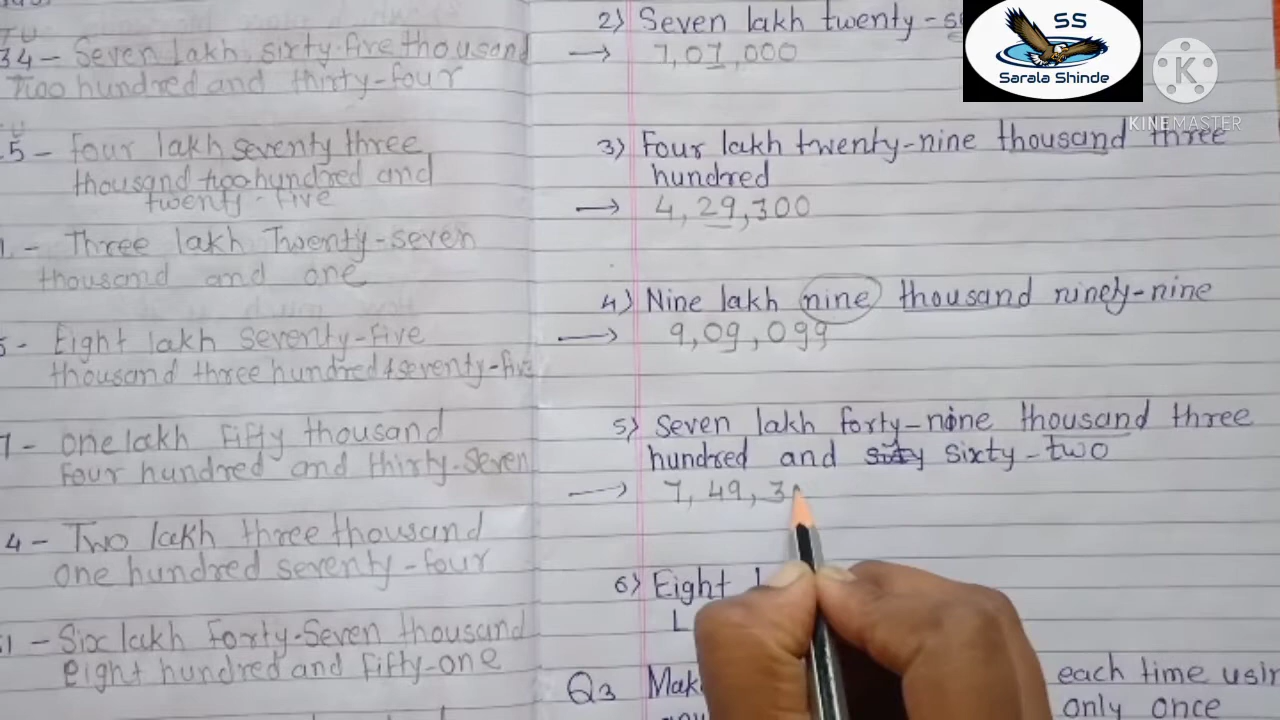 34 - Seven lakh sixty-five thousand
two hundred and thirty-four
5 - four lakh seventy three
thousand two hundred and
twenty-five
1 - Three lakh Twenty-seven
thousand and one
5 - Eight lakh seventy-five
thousand three hundred & seventy-five
7 - one lakh fifty thousand
four hundred and thirty-seven
4 - Two lakh three thousand
one hundred seventy-four
51 - Six lakh forty-Seven thousand
eight hundred and fifty-one
2) Seven lakh twenty-
→ 7,07,000
3) Four lakh twenty-nine thousand three
hundred
→ 4,29,300
4) Nine lakh nine thousand ninety-nine
→ 9,09,099
5) Seven lakh forty-nine thousand three
hundred and sixty-two
→ 7,49,3
6) Eight
Q3 Mak each time usin
only once
SS
Sarala Shinde
K
KINEMASTER